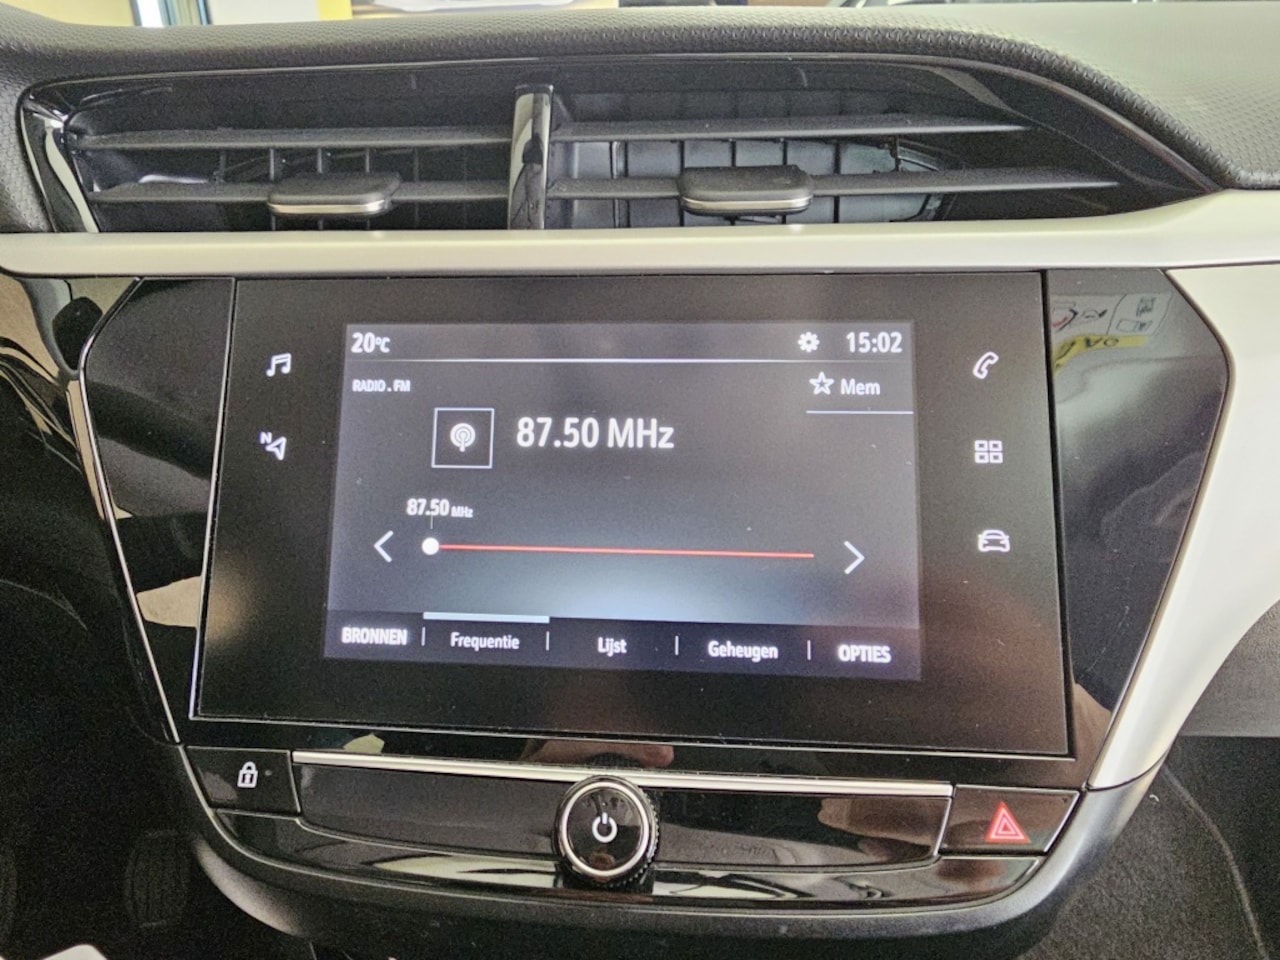 20°C 15:02
RADIO . FM Mem
87.50 MHz
87.50 MHz
N
BRONNEN Frequentie Lijst Geheugen OPTIES